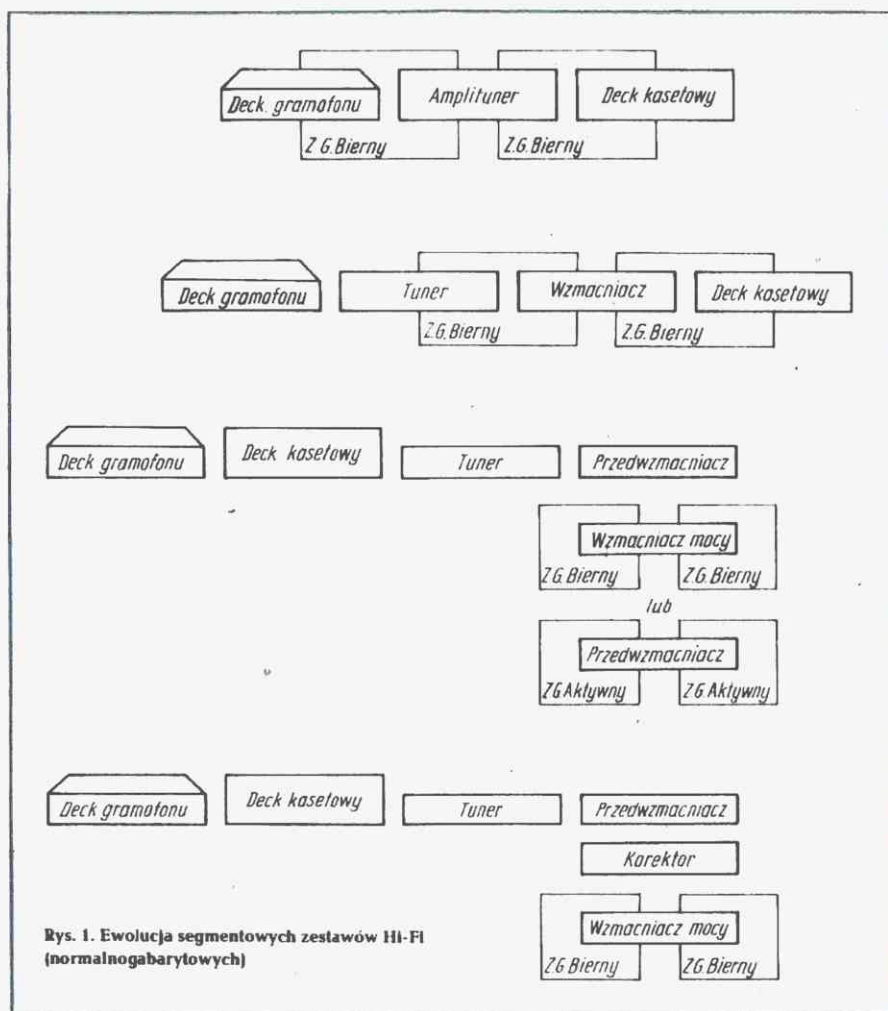 Deck gramofonu Amplituner Deck kasetowy
Z G. Bierny Z.G. Bierny
Deck gramofonu Tuner Wzmacniacz Deck kasetowy
Z.G. Bierny Z.G. Bierny
Deck gramofonu Deck kasetowy Tuner Przedwzmacniacz
Wzmacniacz mocy
Z G. Bierny Z G. Bierny
lub
Przedwzmacniacz
Z G Aktywny Z G Aktywny
Deck gramofonu Deck kasetowy Tuner Przedwzmacniacz
Korektor
Wzmacniacz mocy
Z G Bierny Z G. Bierny
Rys. 1. Ewolucja segmentowych zestawów Hi-Fi
(normalnogabarytowych)